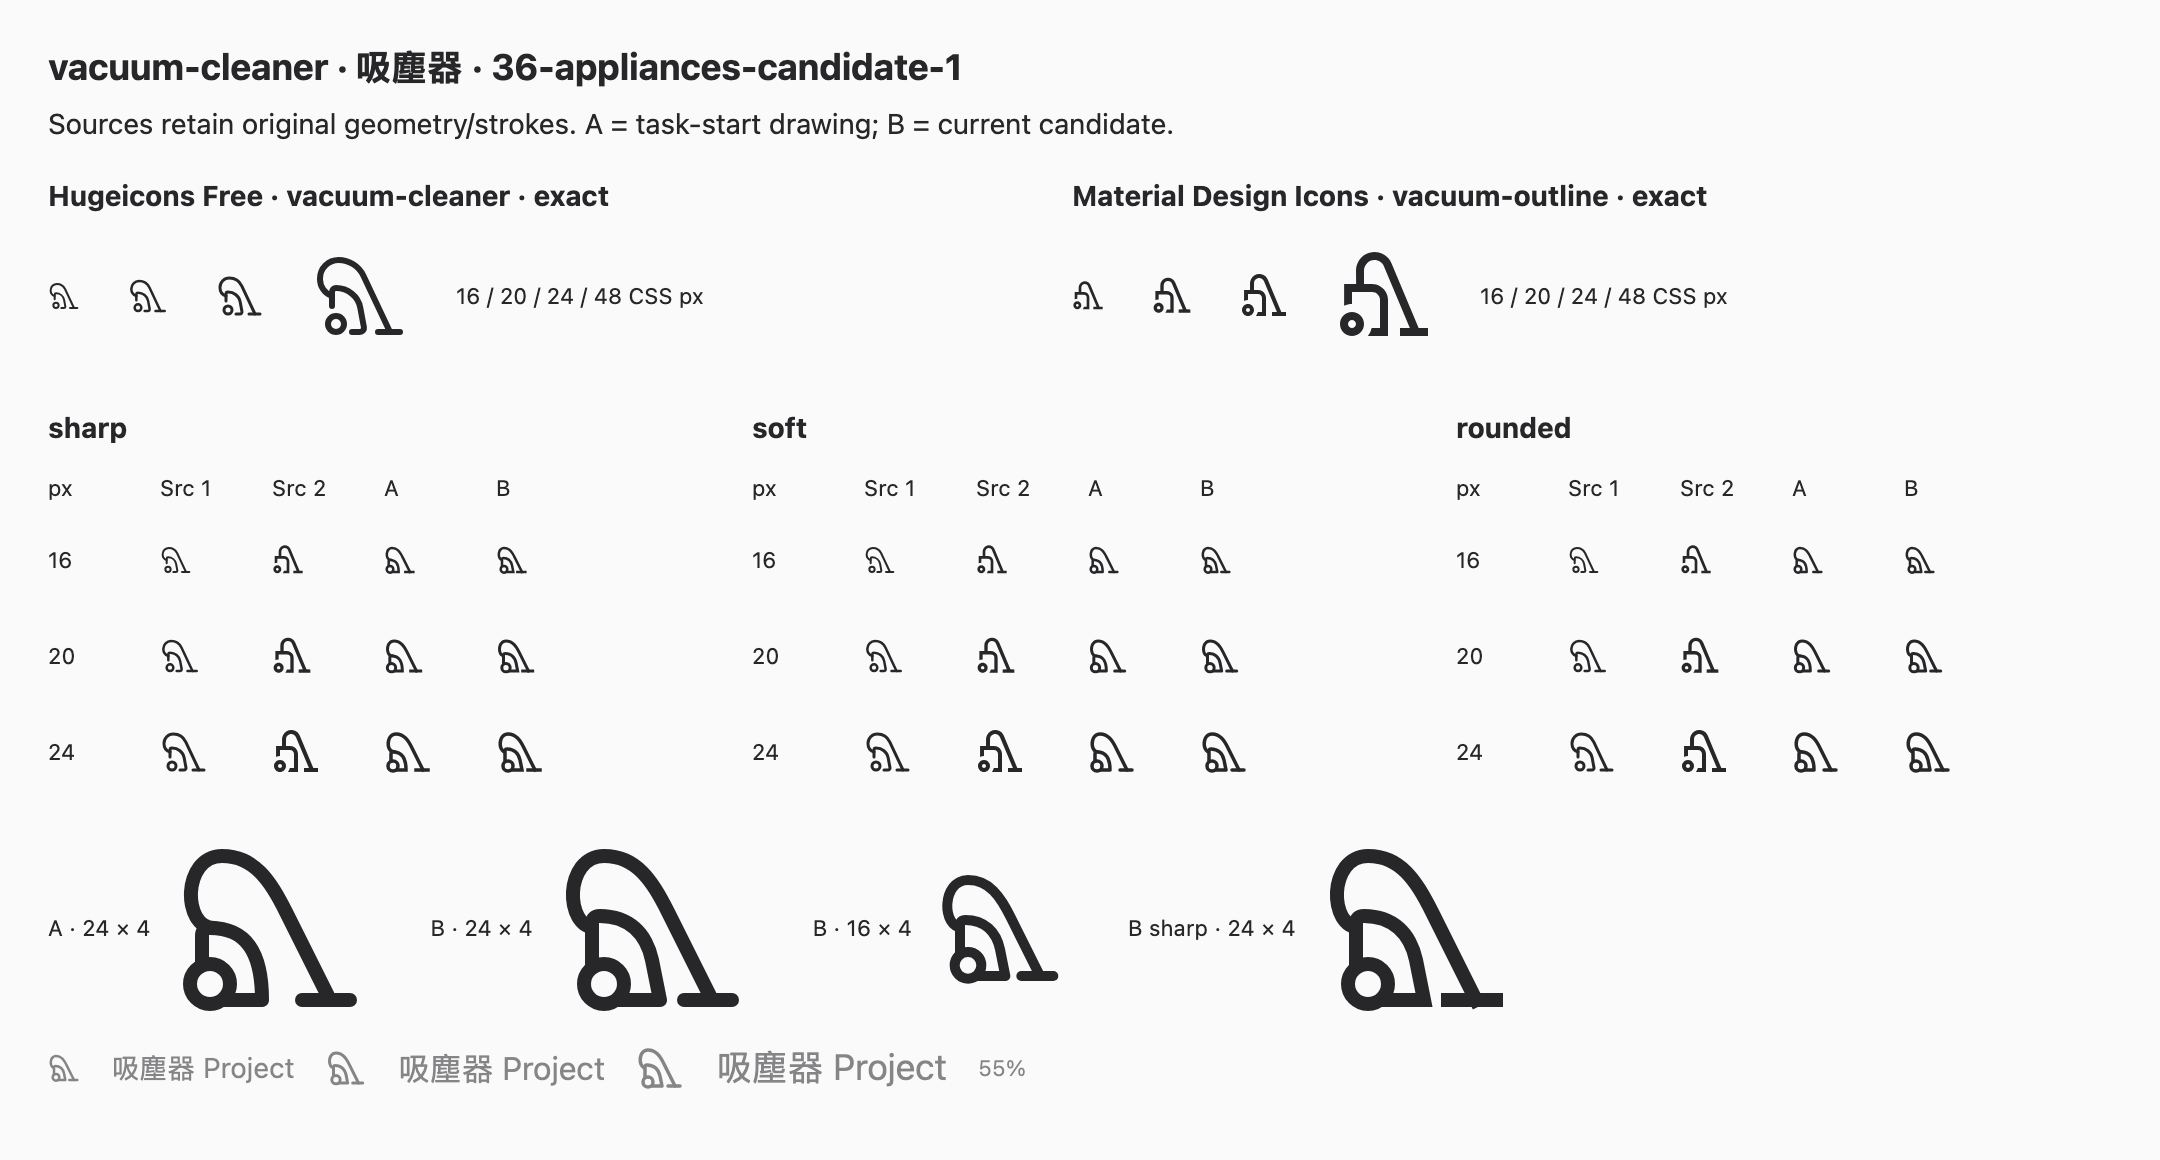 vacuum-cleaner · 吸塵器 · 36-appliances-candidate-1
Sources retain original geometry/strokes. A = task-start drawing; B = current candidate.
Hugeicons Free · vacuum-cleaner · exact
16 / 20 / 24 / 48 CSS px
Material Design Icons · vacuum-outline · exact
16 / 20 / 24 / 48 CSS px
sharp
px Src 1 Src 2 A B
16
20
24
soft
px Src 1 Src 2 A B
16
20
24
rounded
px Src 1 Src 2 A B
16
20
24
A · 24 × 4
B · 24 × 4
B · 16 × 4
B sharp · 24 × 4
吸塵器 Project 吸塵器 Project 吸塵器 Project 55%